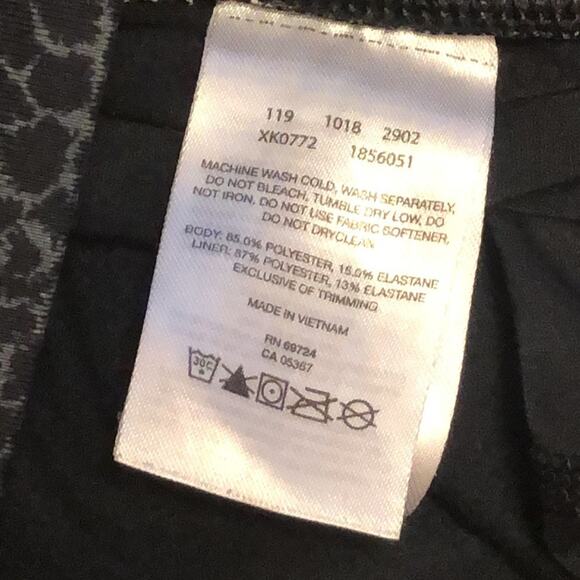 119 1018 2902
XK0772 1856051
MACHINE WASH COLD, WASH SEPARATELY,
DO NOT BLEACH, TUMBLE DRY LOW, DO
NOT IRON, DO NOT USE FABRIC SOFTENER,
DO NOT DRYCLEAN
BODY: 85.0% POLYESTER, 15.0% ELASTANE
LINER: 87% POLYESTER, 13% ELASTANE
EXCLUSIVE OF TRIMMING
MADE IN VIETNAM
RN 69724
CA 05367
30C